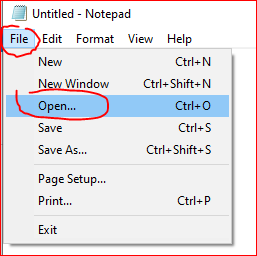 Untitled - Notepad
File Edit Format View Help
New Ctrl+N
New Window Ctrl+Shift+N
Open... Ctrl+O
Save Ctrl+S
Save As... Ctrl+Shift+S
Page Setup...
Print... Ctrl+P
Exit